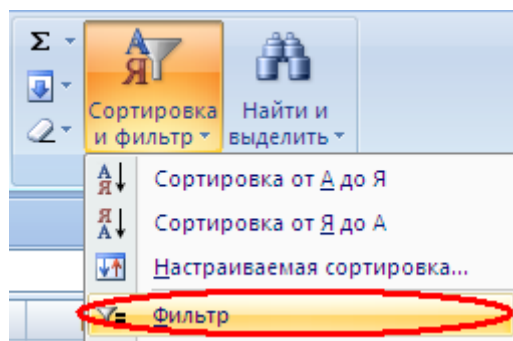 Σ
Сортировка и фильтр
Найти и выделить
Сортировка от А до Я
Сортировка от Я до А
Настраиваемая сортировка...
Фильтр